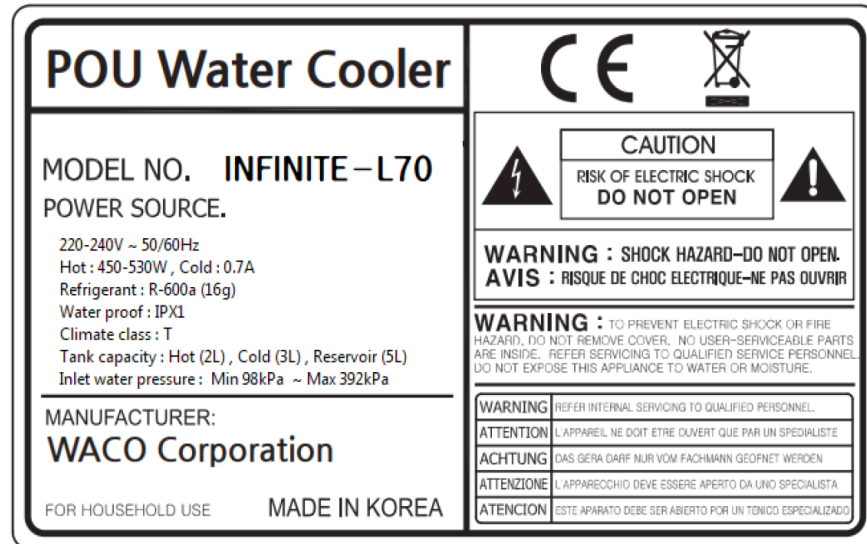 POU Water Cooler
MODEL NO. INFINITE-L70
POWER SOURCE.
220-240V ~ 50/60Hz
Hot : 450-530W , Cold : 0.7A
Refrigerant : R-600a (16g)
Water proof : IPX1
Climate class : T
Tank capacity : Hot (2L) , Cold (3L) , Reservoir (5L)
Inlet water pressure : Min 98kPa ~ Max 392kPa
MANUFACTURER:
WACO Corporation
FOR HOUSEHOLD USE MADE IN KOREA
CE
CAUTION
RISK OF ELECTRIC SHOCK
DO NOT OPEN
WARNING : SHOCK HAZARD-DO NOT OPEN.
AVIS : RISQUE DE CHOC ELECTRIQUE-NE PAS OUVRIR
WARNING : TO PREVENT ELECTRIC SHOCK OR FIRE
HAZARD, DO NOT REMOVE COVER. NO USER-SERVICEABLE PARTS
ARE INSIDE. REFER SERVICING TO QUALIFIED SERVICE PERSONNEL.
DO NOT EXPOSE THIS APPLIANCE TO WATER OR MOISTURE.
WARNING REFER INTERNAL SERVICING TO QUALIFIED PERSONNEL.
ATTENTION L'APPAREIL NE DOIT ETRE OUVERT QUE PAR UN SPEDIALISTE
ACHTUNG DAS GERA DARF NUR VOM FACHMANN GEOFNET WERDEN
ATTENZIONE L'APPARECCHIO DEVE ESSERE APERTO DA UNO SPECIALISTA
ATENCION ESTE APARATO DEBE SER ABIERTO POR UN TENICO ESPECIALIZADO